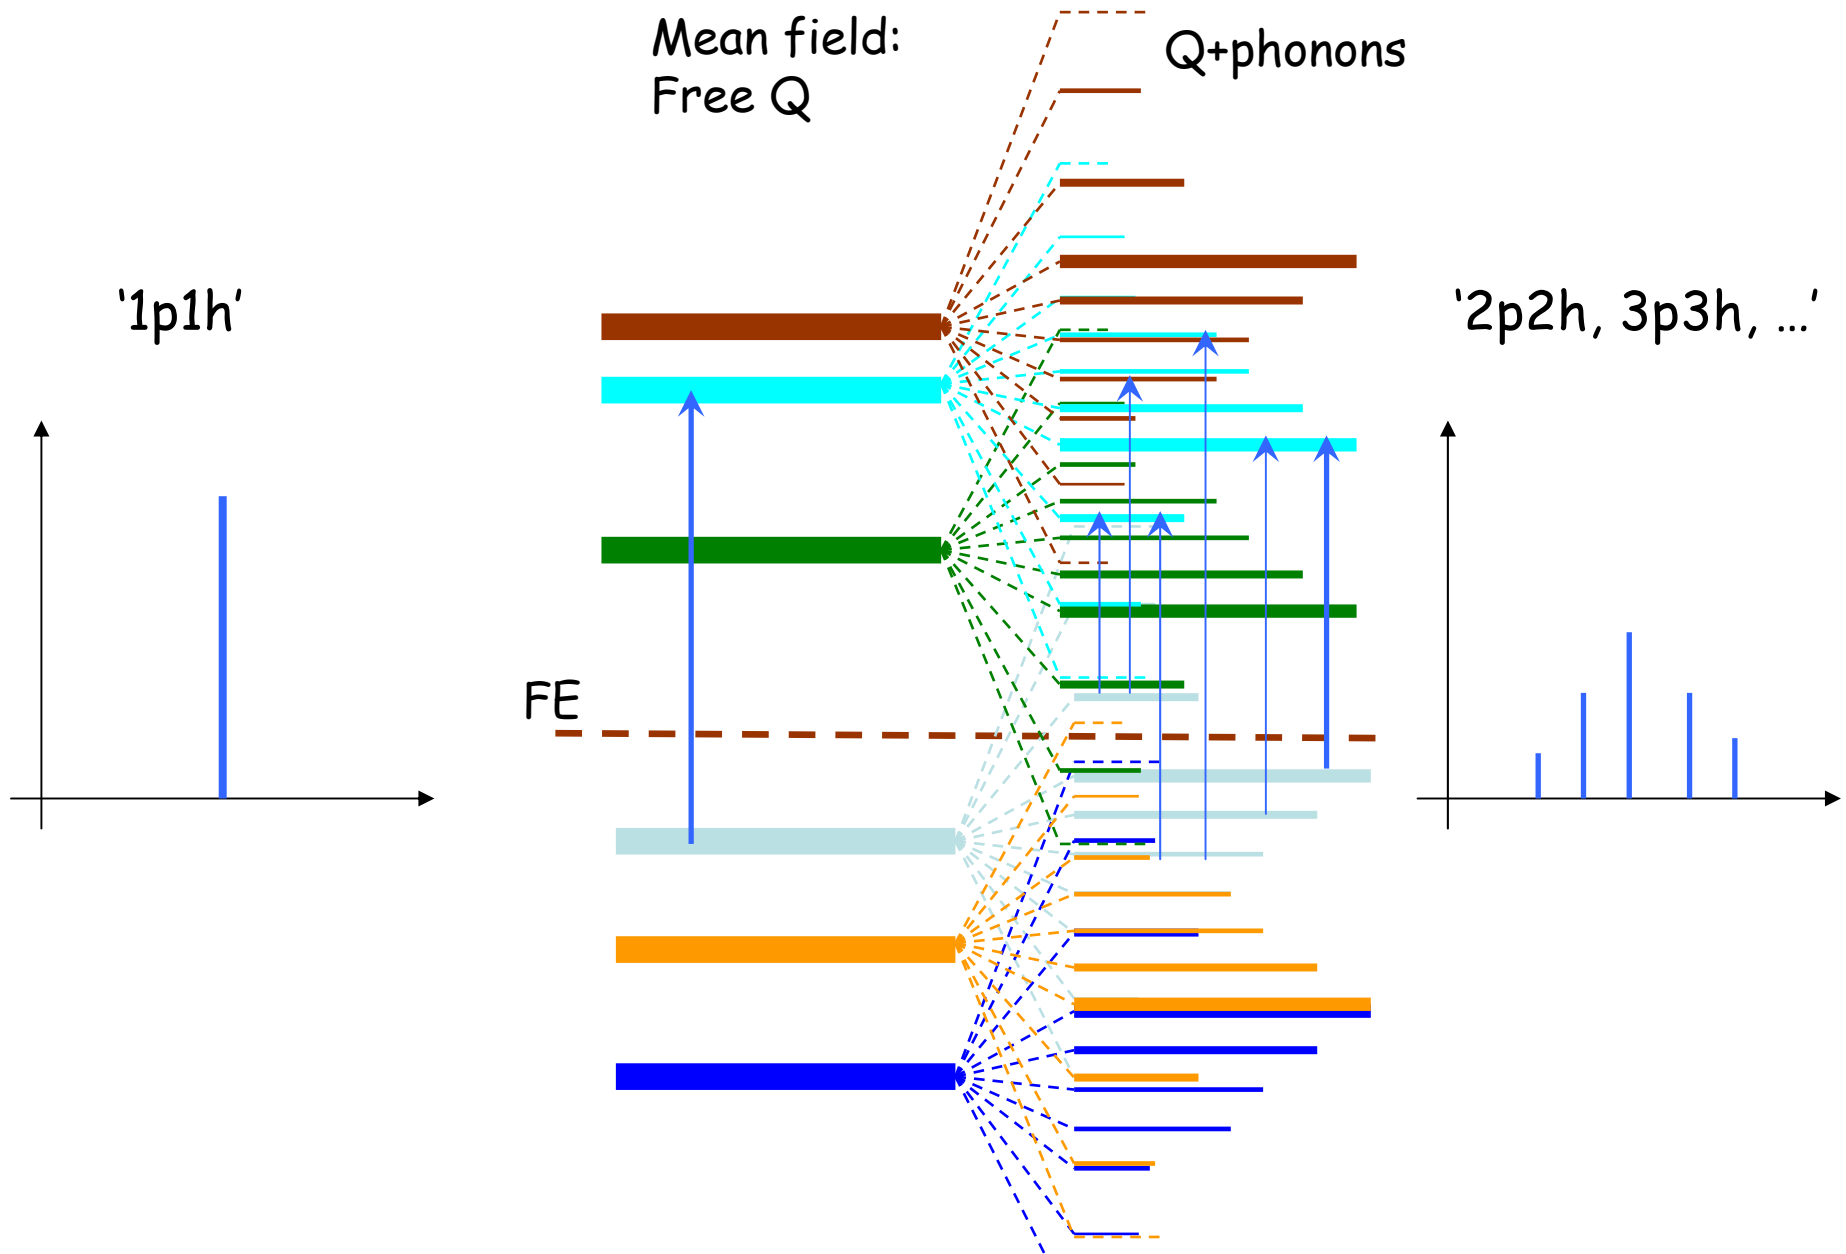 Mean field:
Free Q
Q+phonons
‘1p1h’
‘2p2h, 3p3h, …’
FE